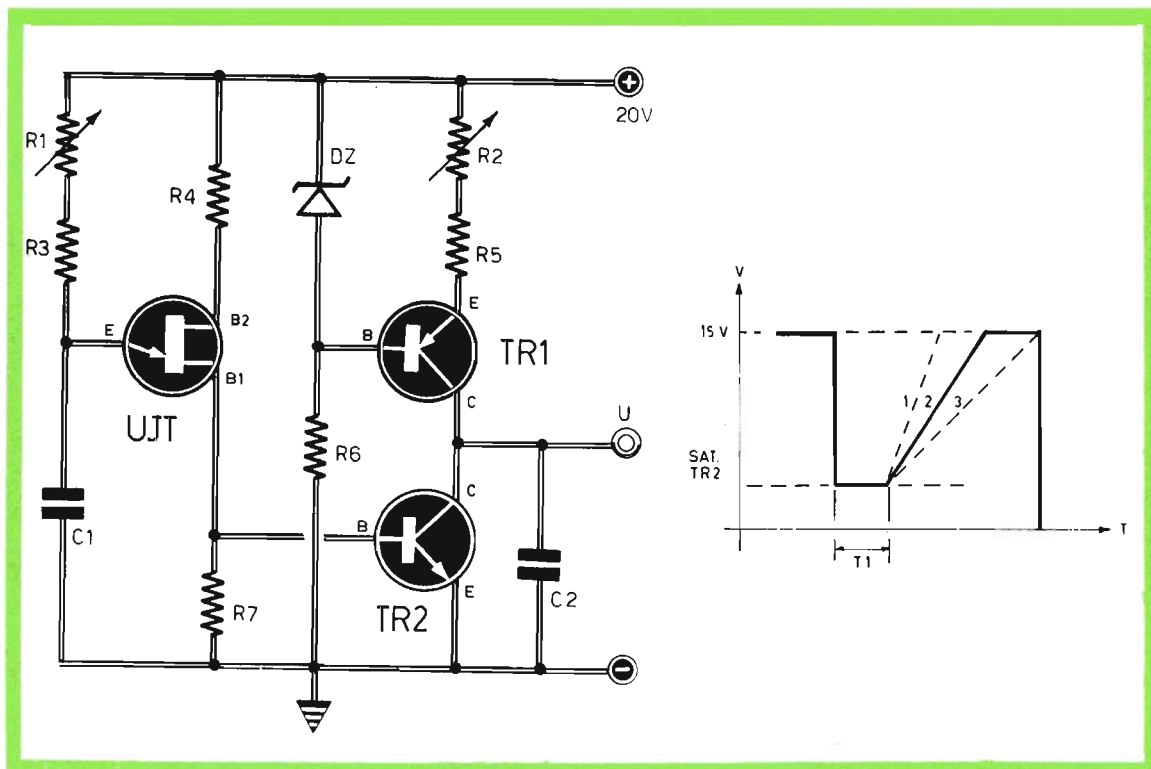 +
20V
R1
R2
DZ
R4
R3
R5
E
B2
B1
UJT
E
B
TR1
C
U
R6
C1
C
B
E
TR2
C2
R7
−
V
15 V
1
2
3
SAT.
TR2
T
T1